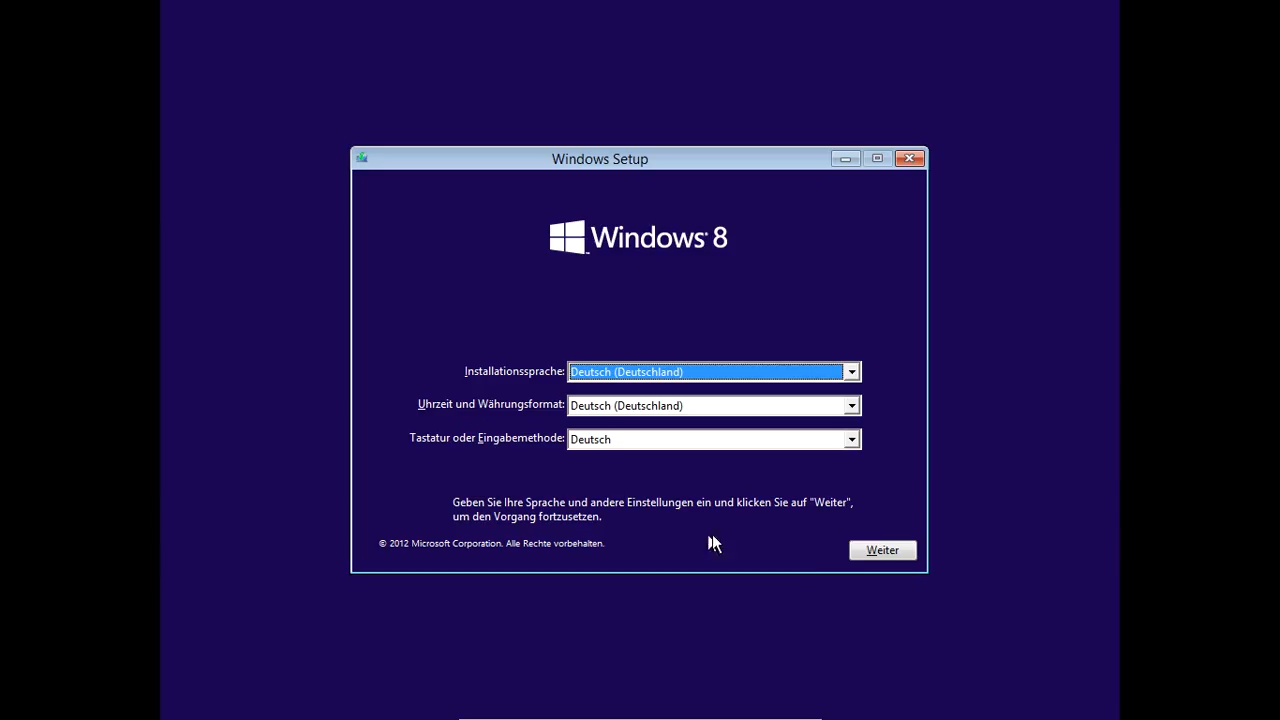 Windows Setup
Windows 8
Installationssprache: Deutsch (Deutschland)
Uhrzeit und Währungsformat: Deutsch (Deutschland)
Tastatur oder Eingabemethode: Deutsch
Geben Sie Ihre Sprache und andere Einstellungen ein und klicken Sie auf "Weiter",
um den Vorgang fortzusetzen.
© 2012 Microsoft Corporation. Alle Rechte vorbehalten.
Weiter